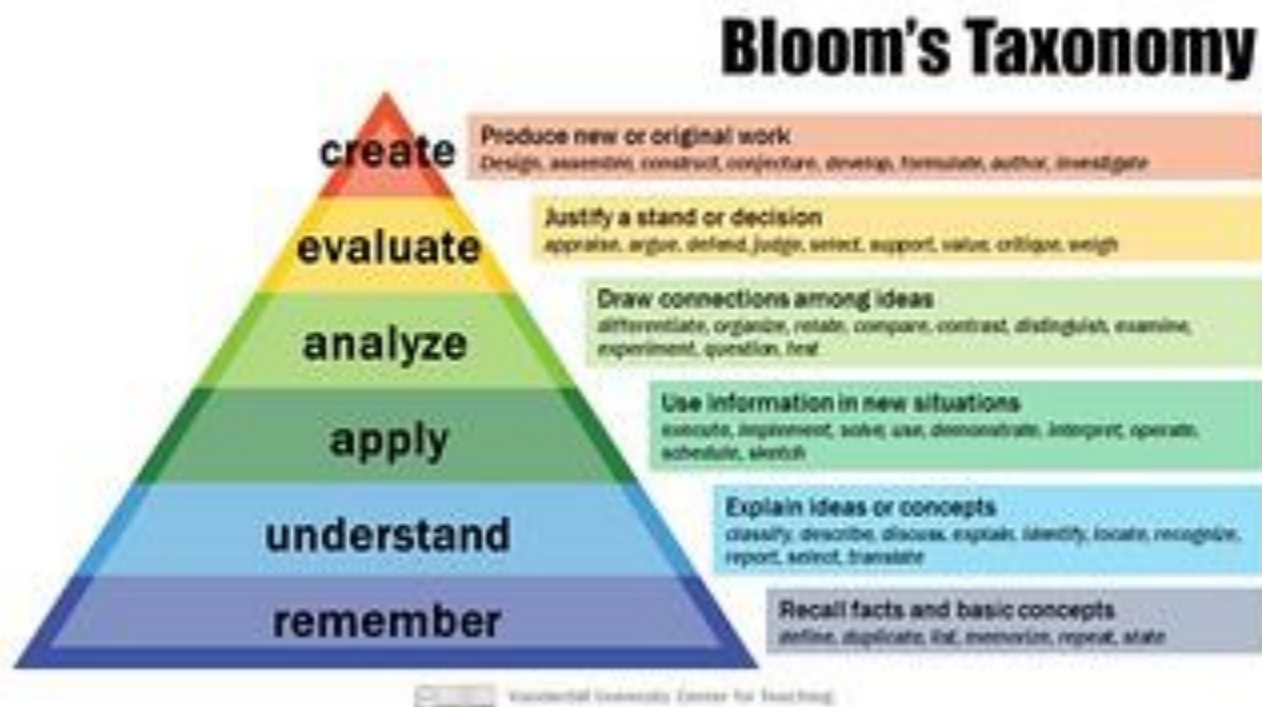 Bloom's Taxonomy
create
Produce new or original work
Design, assemble, construct, conjecture, develop, formulate, author, investigate
evaluate
Justify a stand or decision
appraise, argue, defend, judge, select, support, value, critique, weigh
analyze
Draw connections among ideas
differentiate, organize, relate, compare, contrast, distinguish, examine,
experiment, question, test
apply
Use information in new situations
execute, implement, solve, use, demonstrate, interpret, operate,
schedule, sketch
understand
Explain ideas or concepts
classify, describe, discuss, explain, identify, locate, recognize,
report, select, translate
remember
Recall facts and basic concepts
define, duplicate, list, memorize, repeat, state
Vanderbilt University Center for Teaching